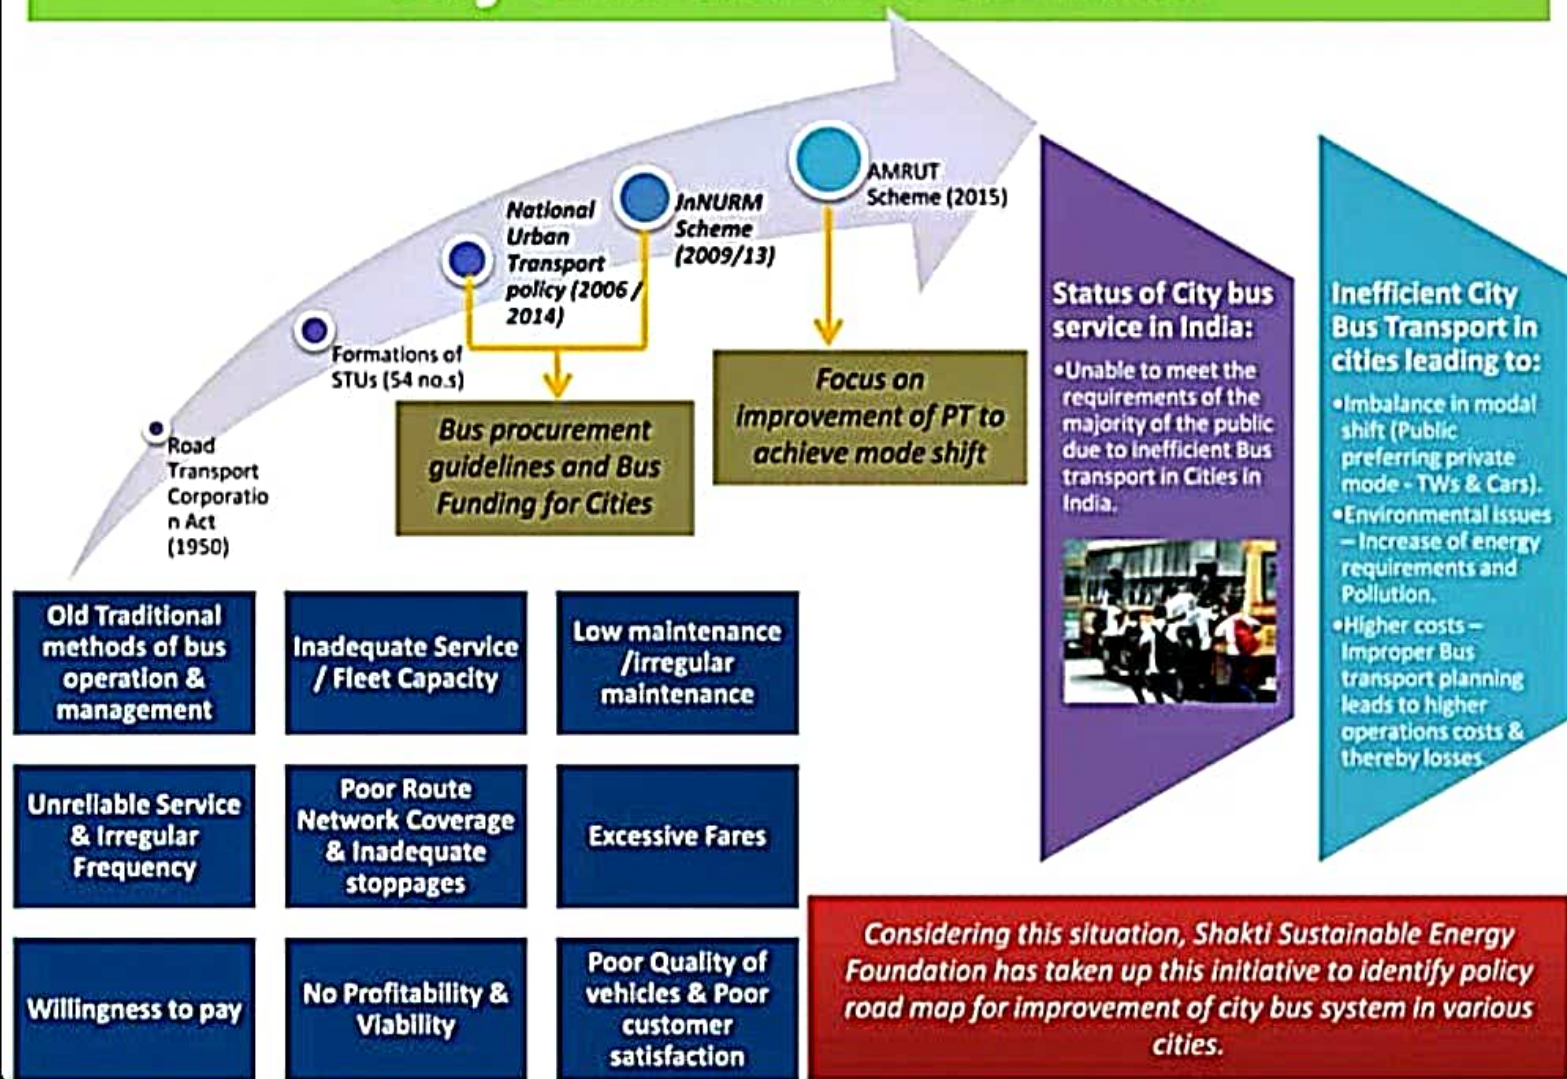 Road
Transport
Corporatio
n Act
(1950)
Formations of
STUs (54 no.s)
National
Urban
Transport
policy (2006 /
2014)
JnNURM
Scheme
(2009/13)
AMRUT
Scheme (2015)
Bus procurement
guidelines and Bus
Funding for Cities
Focus on
improvement of PT to
achieve mode shift
Status of City bus
service in India:
•Unable to meet the
requirements of the
majority of the public
due to inefficient Bus
transport in Cities in
India.
Inefficient City
Bus Transport in
cities leading to:
•Imbalance in modal
shift (Public
preferring private
mode - TWs & Cars).
•Environmental issues
– Increase of energy
requirements and
Pollution.
•Higher costs –
Improper Bus
transport planning
leads to higher
operations costs &
thereby losses.
Old Traditional
methods of bus
operation &
management
Inadequate Service
/ Fleet Capacity
Low maintenance
/irregular
maintenance
Unreliable Service
& Irregular
Frequency
Poor Route
Network Coverage
& Inadequate
stoppages
Excessive Fares
Willingness to pay
No Profitability &
Viability
Poor Quality of
vehicles & Poor
customer
satisfaction
Considering this situation, Shakti Sustainable Energy
Foundation has taken up this initiative to identify policy
road map for improvement of city bus system in various
cities.